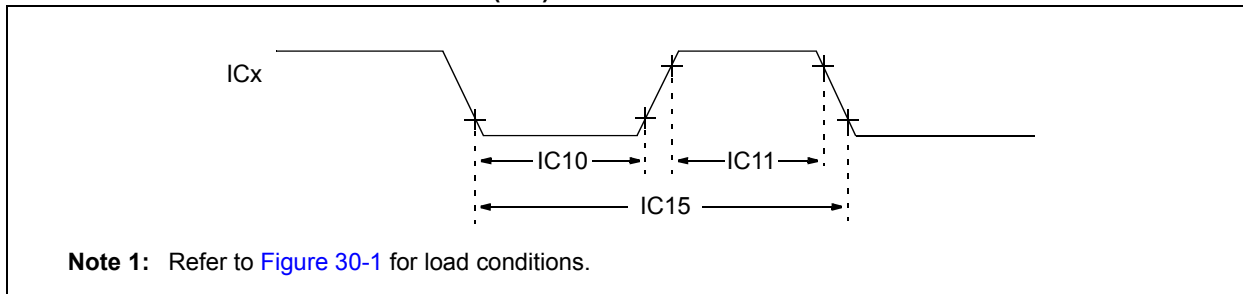 ICx
IC10
IC11
IC15
Note 1: Refer to Figure 30-1 for load conditions.